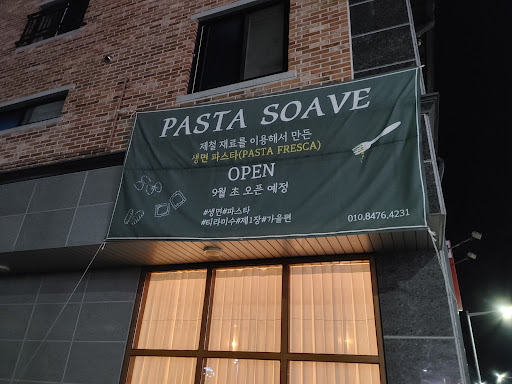 PASTA SOAVE
제철 재료를 이용해서 만든
생면 파스타(PASTA FRESCA)
OPEN
9월 초 오픈 예정
#생면#파스타
#티라미수#제1장#가을편
010.8476.4231